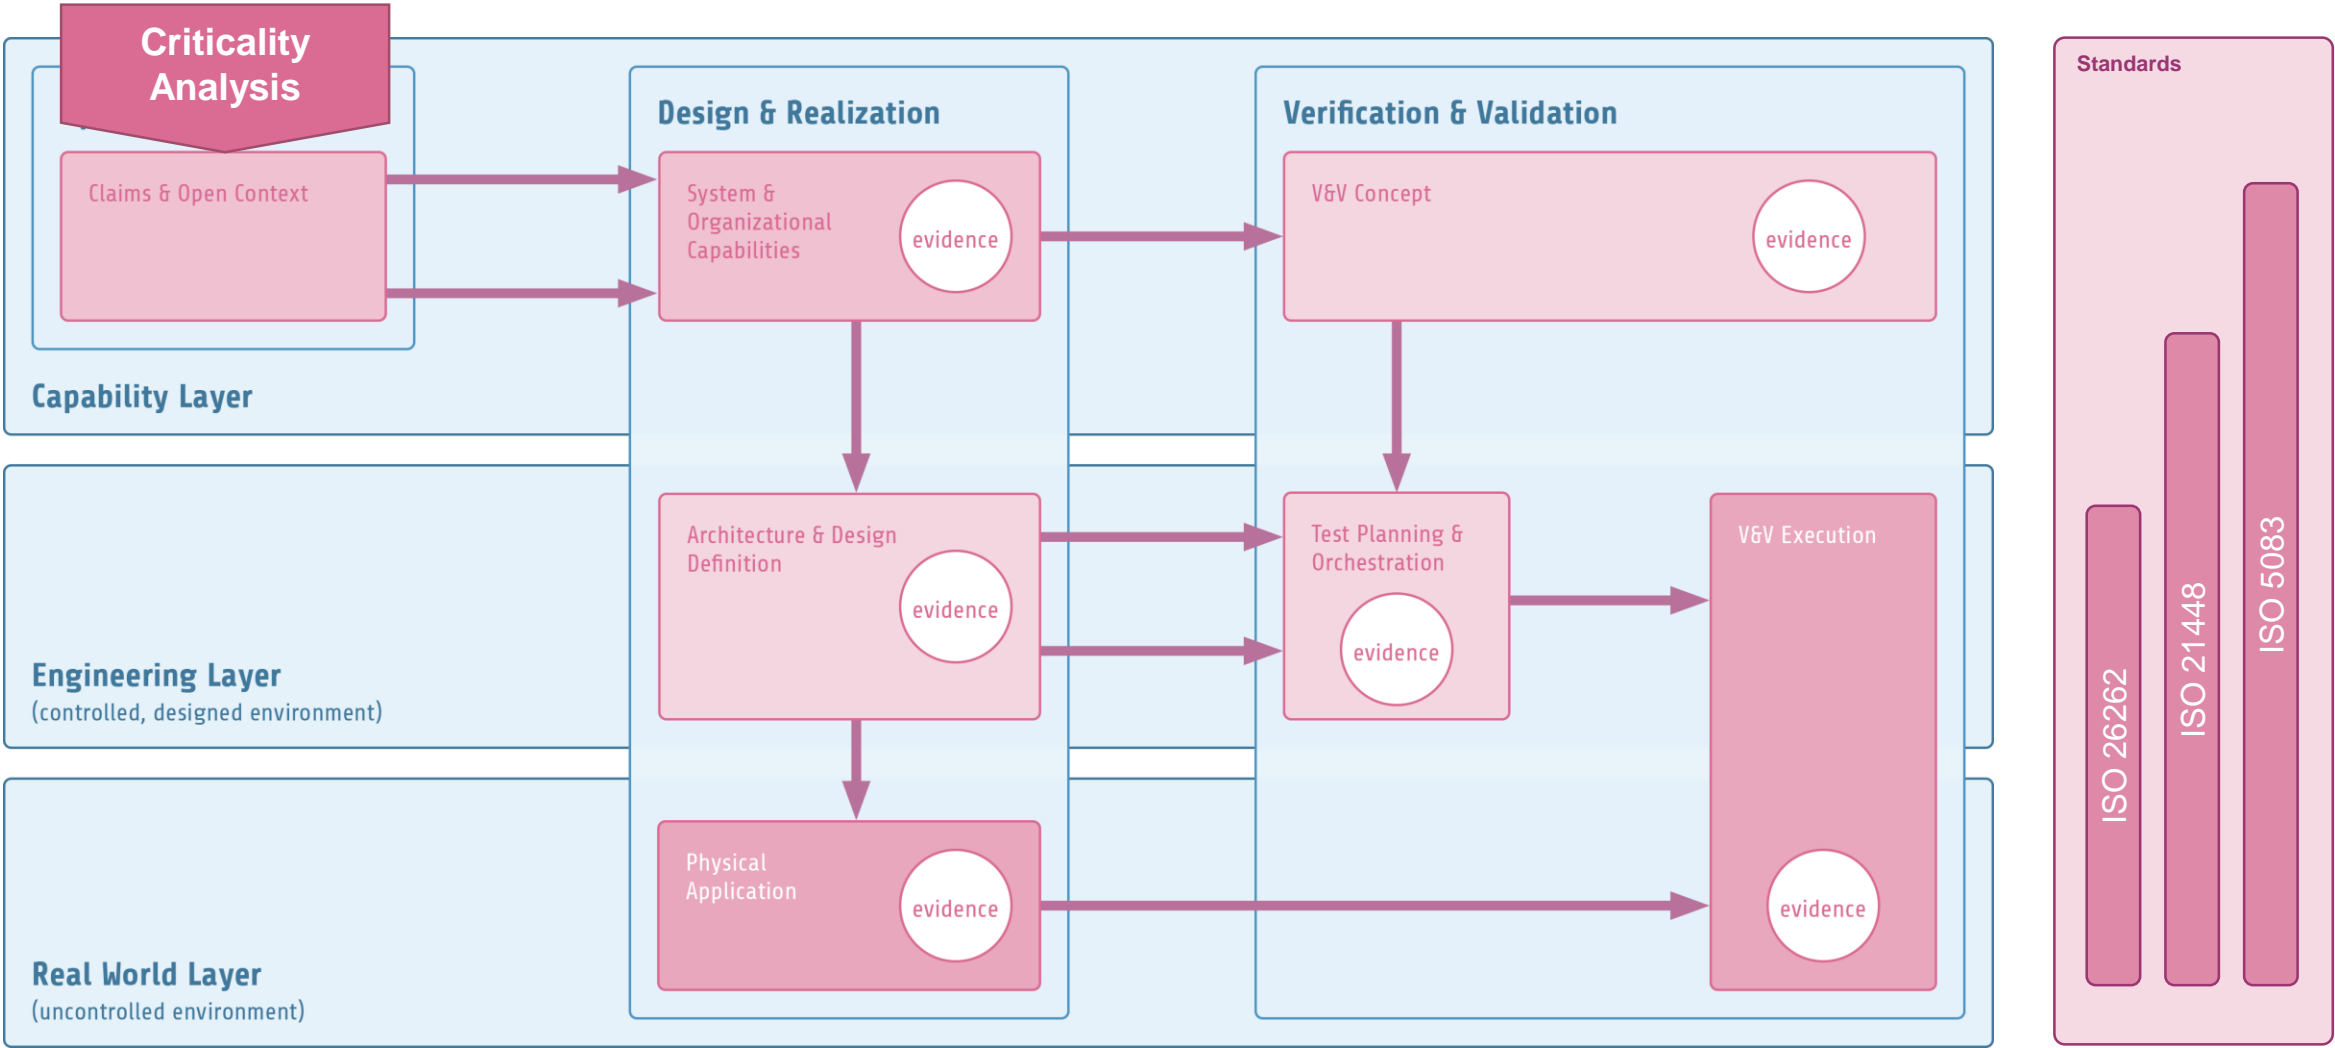 Criticality
Analysis
Design & Realization
Verification & Validation
Standards
Claims & Open Context
System &
Organizational
Capabilities
evidence
V&V Concept
evidence
Capability Layer
Architecture & Design
Definition
evidence
Test Planning &
Orchestration
evidence
V&V Execution
Engineering Layer
(controlled, designed environment)
Physical
Application
evidence
evidence
Real World Layer
(uncontrolled environment)
ISO 26262
ISO 21448
ISO 5083